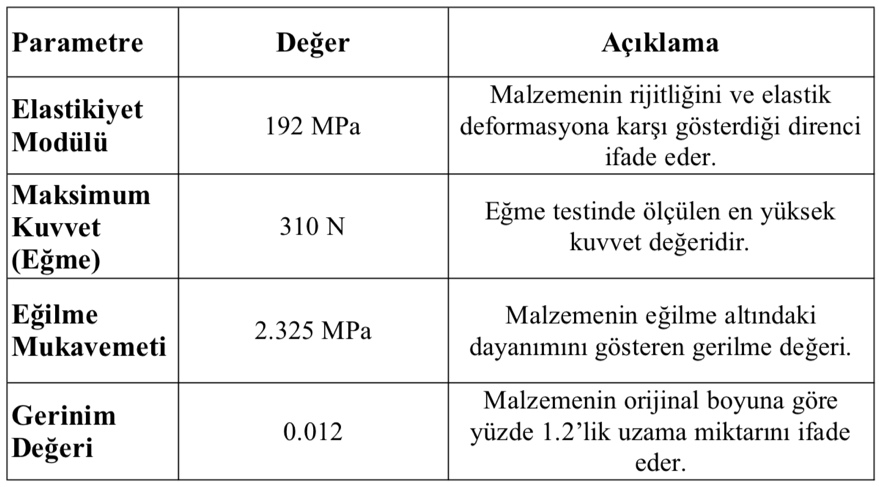 Parametre
Değer
Açıklama
Elastikiyet
Modülü
192 MPa
Malzemenin rijitliğini ve elastik
deformasyona karşı gösterdiği direnci
ifade eder.
Maksimum
Kuvvet
(Eğme)
310 N
Eğme testinde ölçülen en yüksek
kuvvet değeridir.
Eğilme
Mukavemeti
2.325 MPa
Malzemenin eğilme altındaki
dayanımını gösteren gerilme değeri.
Gerinim
Değeri
0.012
Malzemenin orijinal boyuna göre
yüzde 1.2’lik uzama miktarını ifade
eder.